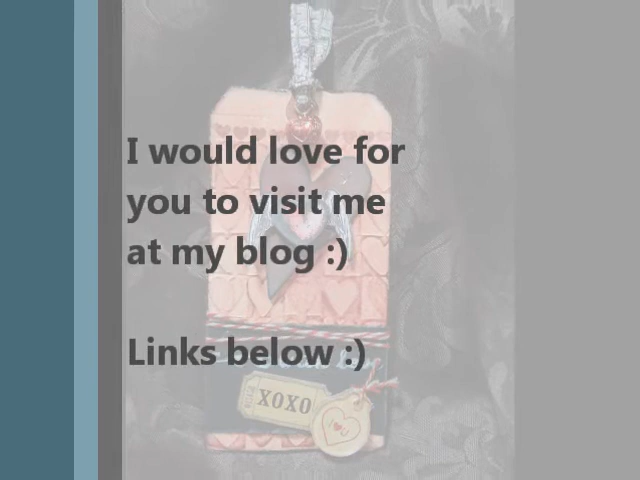 I would love for
you to visit me
at my blog :)
Links below :)
XOXO